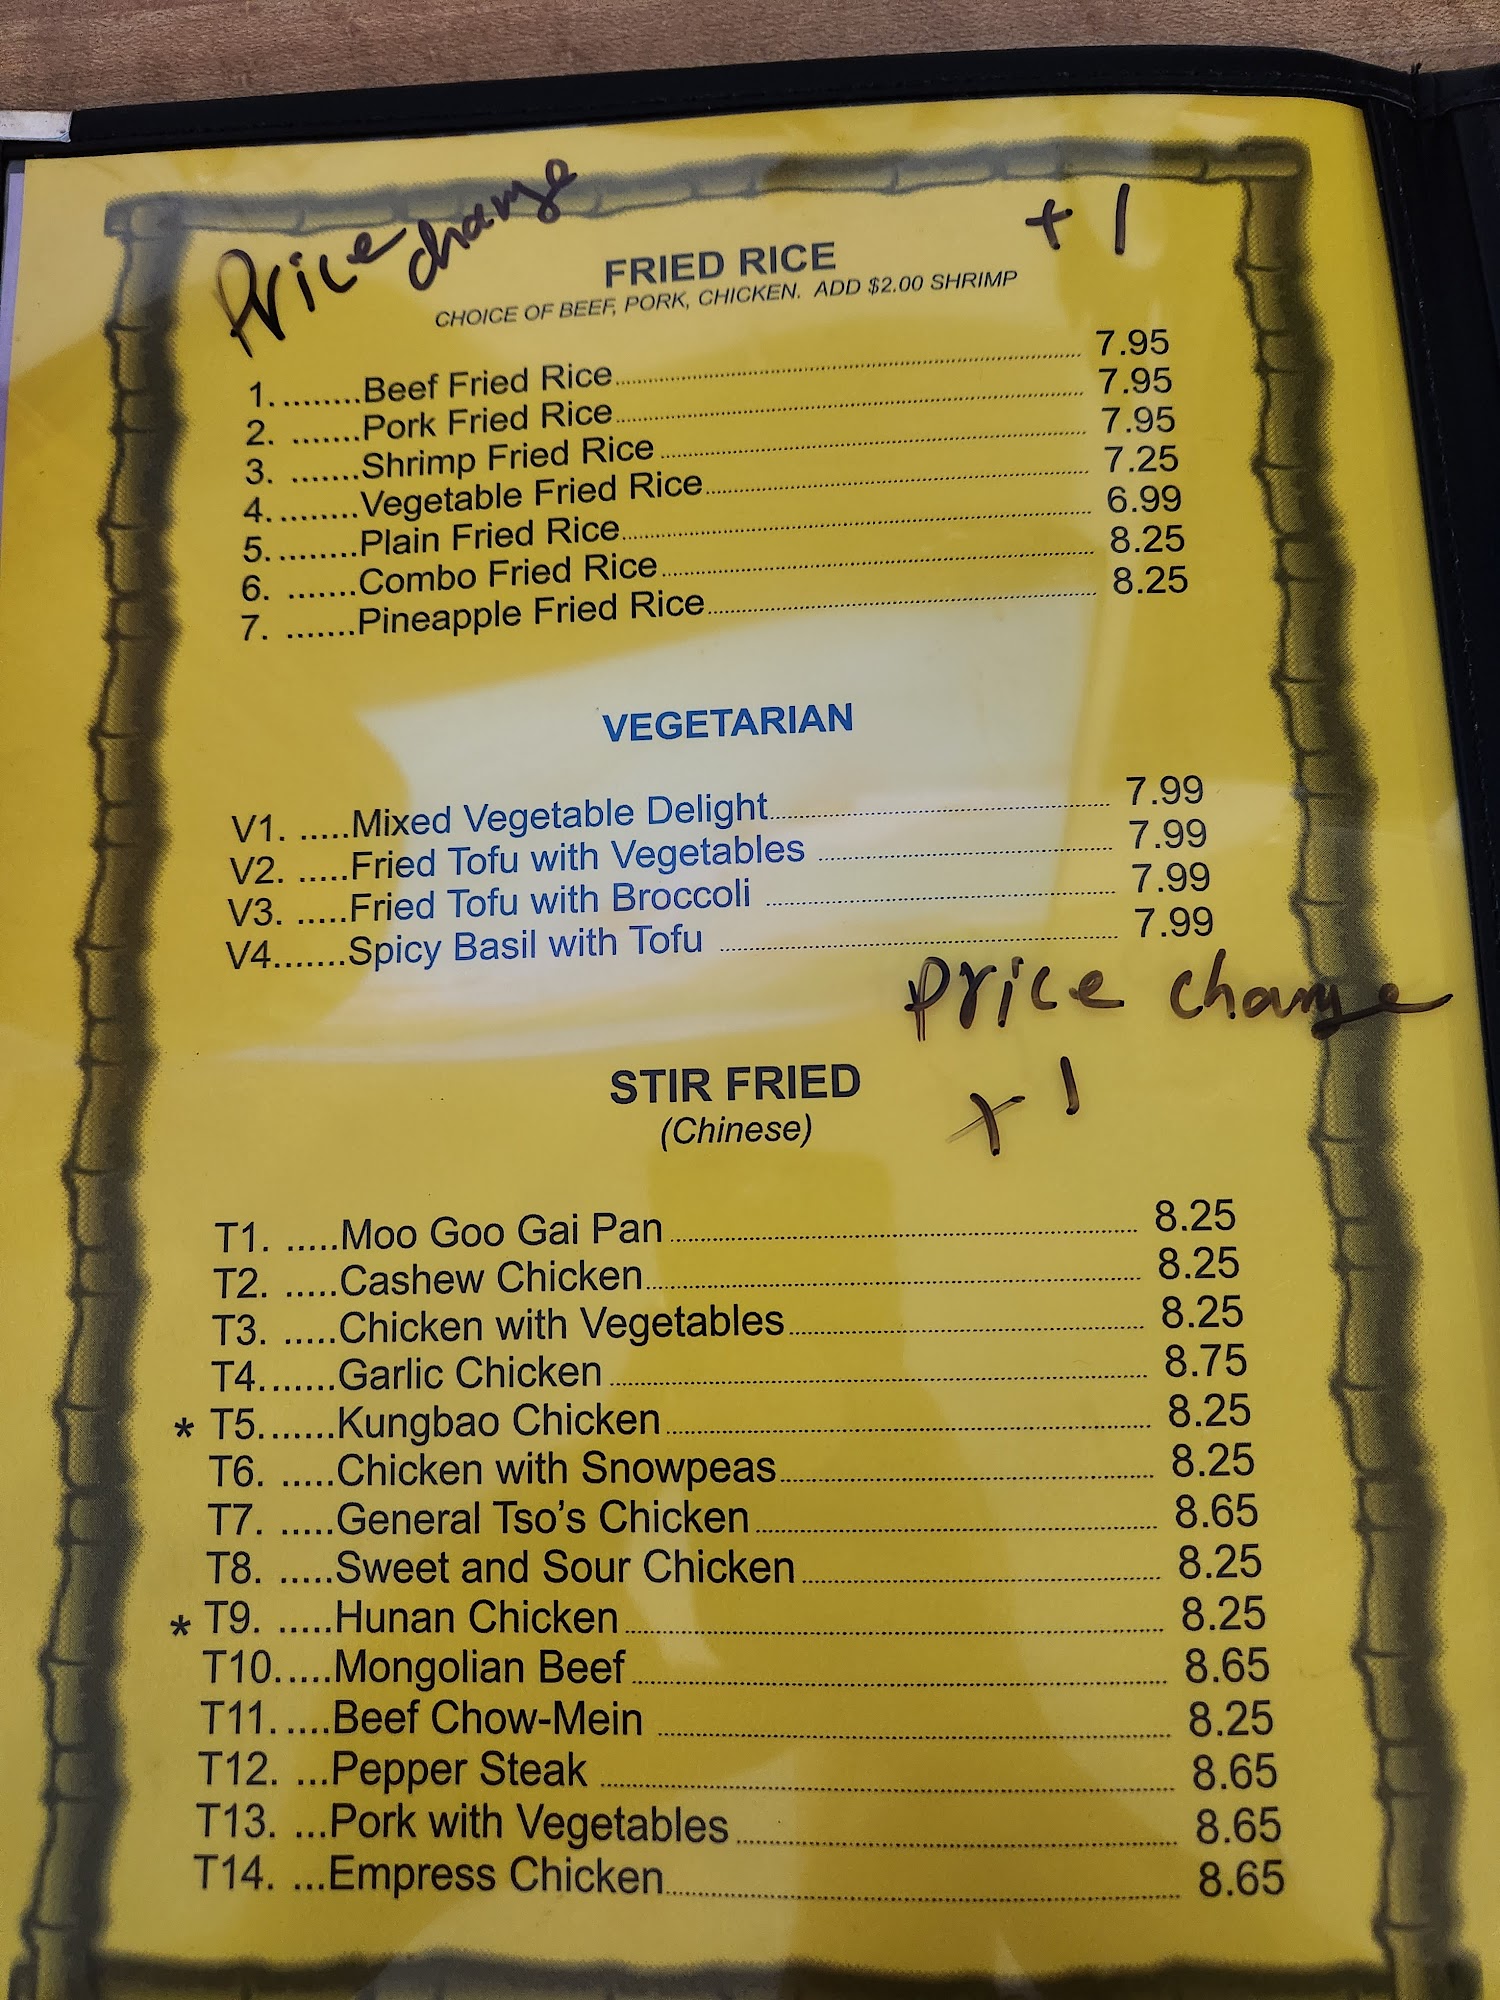 Price change
+ 1
FRIED RICE
CHOICE OF BEEF, PORK, CHICKEN. ADD $2.00 SHRIMP
1.........Beef Fried Rice 7.95
2. .......Pork Fried Rice 7.95
3. .......Shrimp Fried Rice 7.95
4.........Vegetable Fried Rice 7.25
5.........Plain Fried Rice 6.99
6. .......Combo Fried Rice 8.25
7. .......Pineapple Fried Rice 8.25
VEGETARIAN
V1. .....Mixed Vegetable Delight 7.99
V2. .....Fried Tofu with Vegetables 7.99
V3. .....Fried Tofu with Broccoli 7.99
V4.......Spicy Basil with Tofu 7.99
Price change
+ 1
STIR FRIED
(Chinese)
T1. .....Moo Goo Gai Pan 8.25
T2. .....Cashew Chicken 8.25
T3. .....Chicken with Vegetables 8.25
T4.......Garlic Chicken 8.75
* T5.......Kungbao Chicken 8.25
T6. .....Chicken with Snowpeas 8.25
T7. .....General Tso's Chicken 8.65
T8. .....Sweet and Sour Chicken 8.25
* T9. .....Hunan Chicken 8.25
T10.....Mongolian Beef 8.65
T11.....Beef Chow-Mein 8.25
T12. ...Pepper Steak 8.65
T13. ...Pork with Vegetables 8.65
T14. ...Empress Chicken 8.65